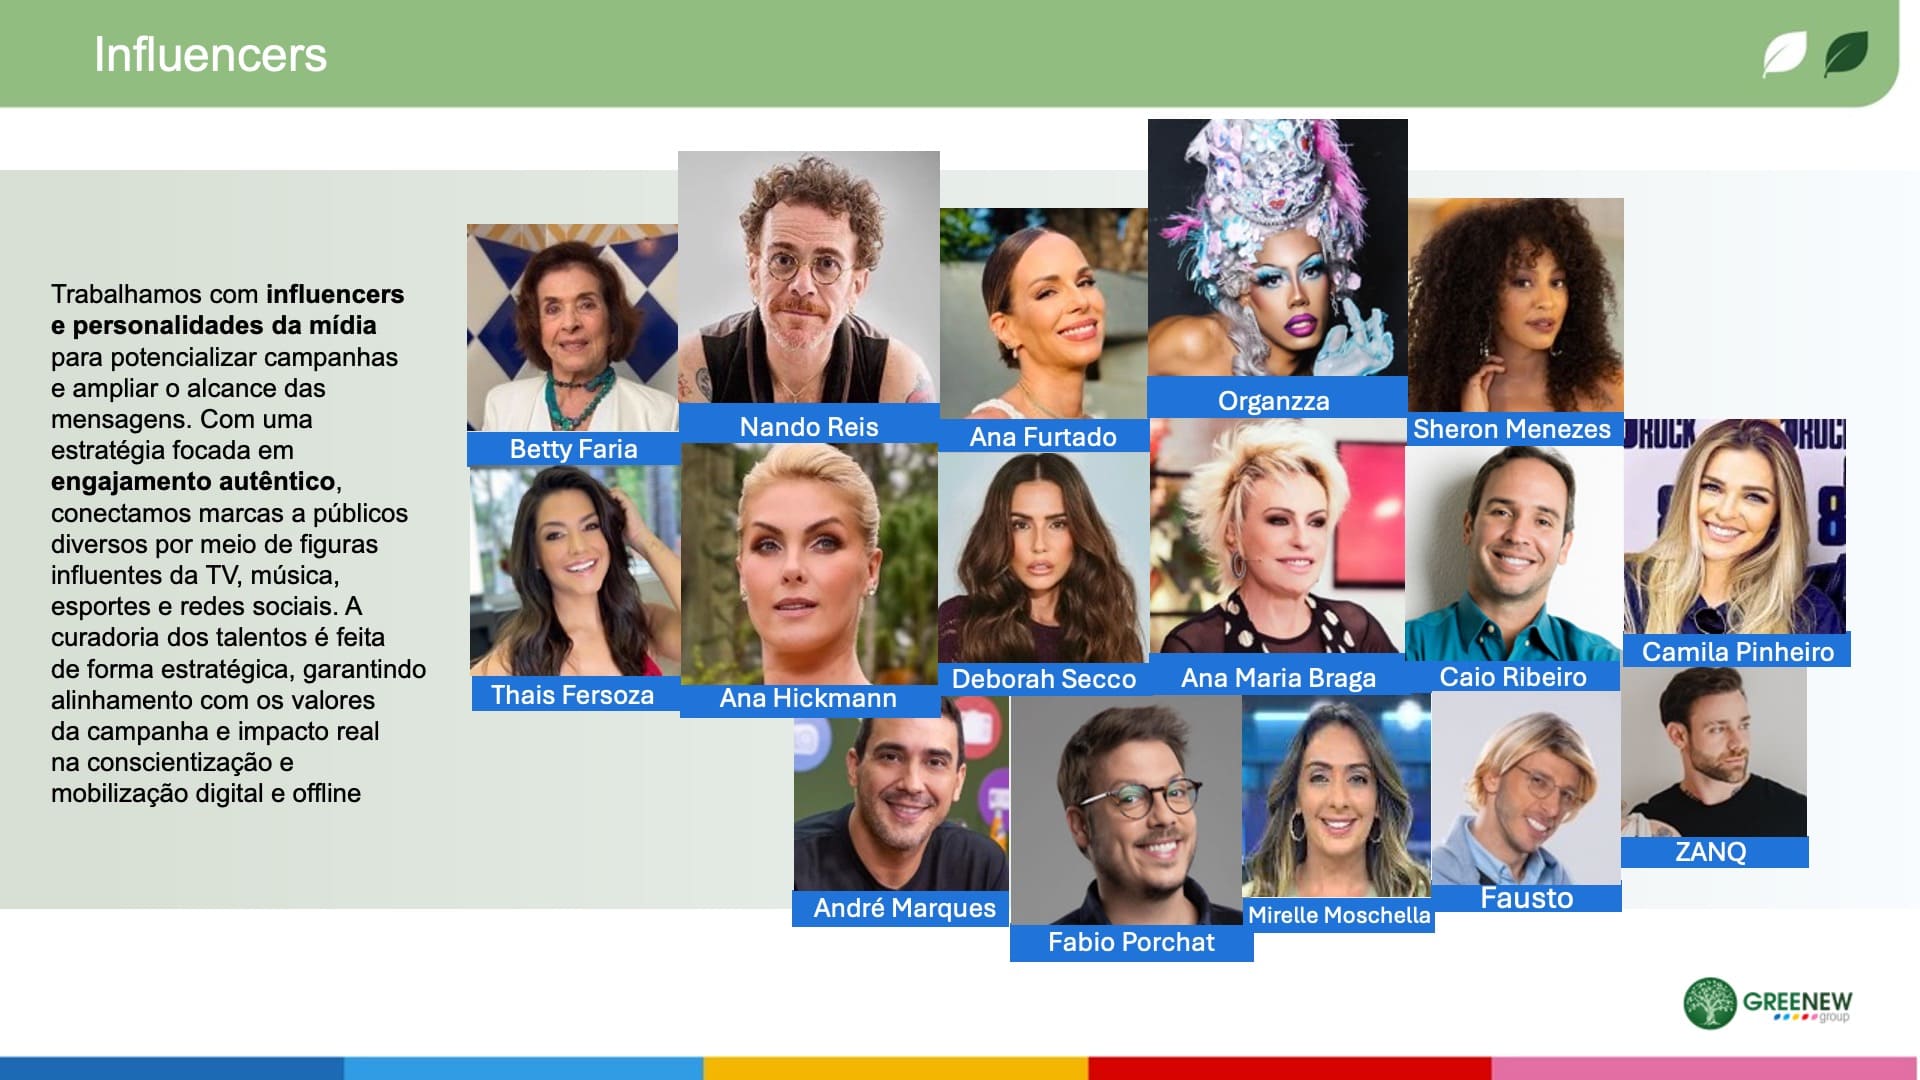 Influencers
Trabalhamos com influencers
e personalidades da mídia
para potencializar campanhas
e ampliar o alcance das
mensagens. Com uma
estratégia focada em
engajamento autêntico,
conectamos marcas a públicos
diversos por meio de figuras
influentes da TV, música,
esportes e redes sociais. A
curadoria dos talentos é feita
de forma estratégica, garantindo
alinhamento com os valores
da campanha e impacto real
na conscientização e
mobilização digital e offline
Betty Faria
Nando Reis
Ana Furtado
Organzza
Sheron Menezes
Thais Fersoza
Ana Hickmann
Deborah Secco
Ana Maria Braga
Caio Ribeiro
Camila Pinheiro
André Marques
Fabio Porchat
Mirelle Moschella
Fausto
ZANQ
GREENEW
group